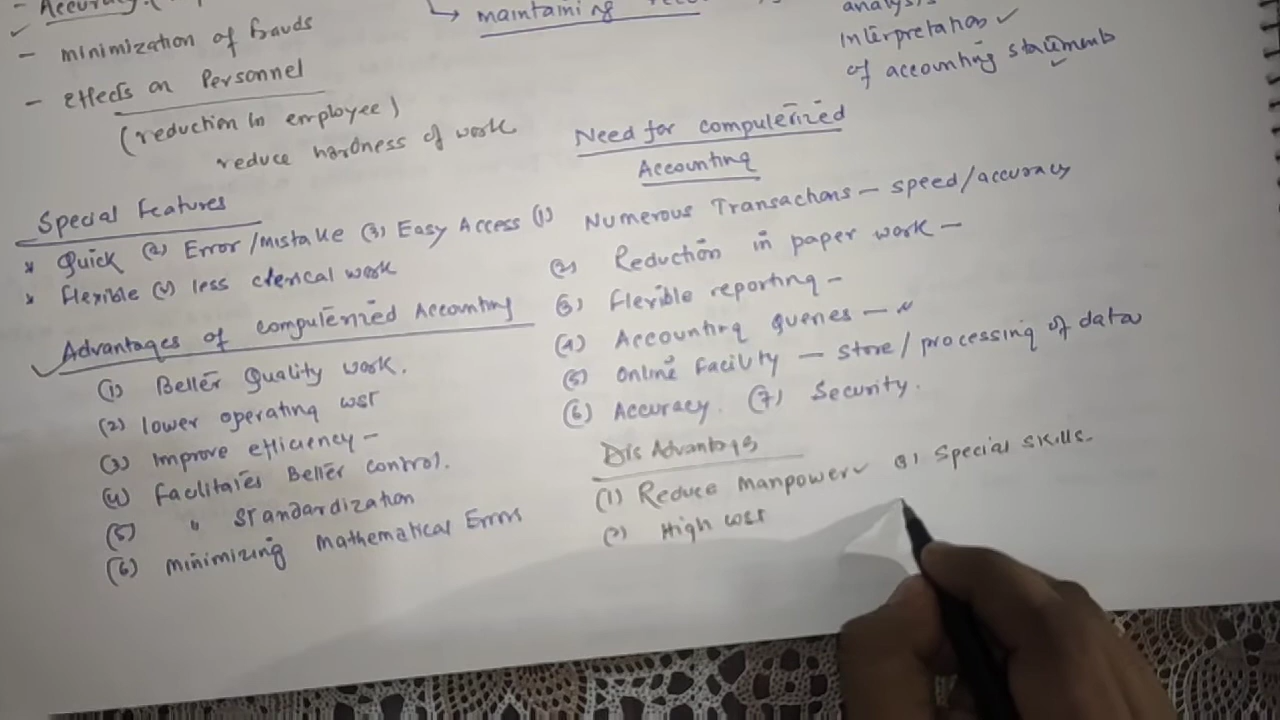 - Accuracy
- minimization of frauds
- effects on Personnel
(reduction in employee)
reduce hardness of work
↳ maintaining
analysis
Interpretation ✓
of accounting statements
Special Features
* Quick (2) Error/Mistake (3) Easy Access
* Flexible (4) less clerical work
✓ Advantages of computerized Accounting
(1) Better Quality work.
(2) lower operating cost
(3) Improve efficiency -
(4) Facilitates Better control.
(5) " Standardization
(6) minimizing mathematical Errors
Need for computerized
Accounting
(1) Numerous Transactions - speed/accuracy
(2) Reduction in paper work -
(3) Flexible reporting -
(4) Accounting queries -
(5) Online Facility - store/processing of data
(6) Accuracy. (7) Security.
Dis Advantages
(1) Reduce Manpower ✓ (3) Special skills.
(2) High cost